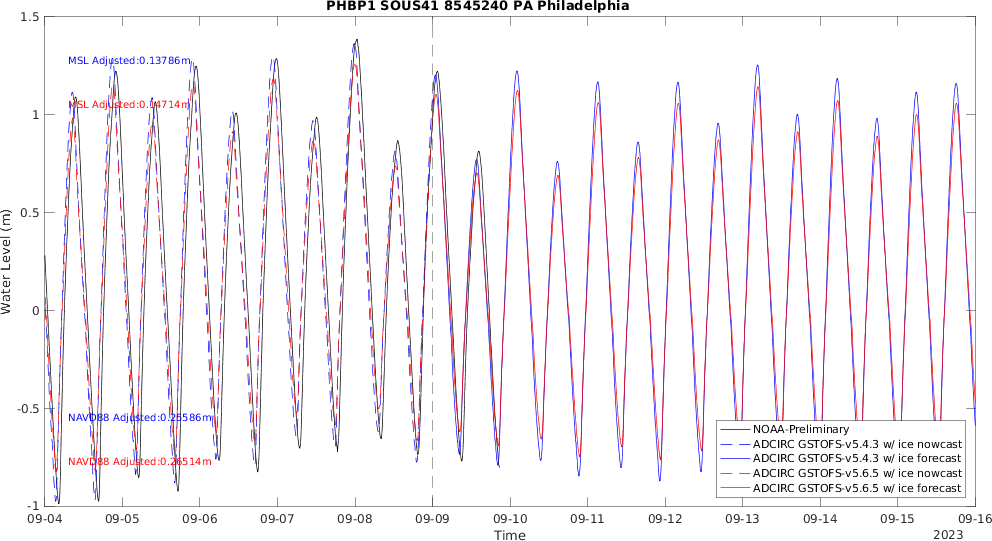 PHBP1 SOUS41 8545240 PA Philadelphia
1.5
1
0.5
0
-0.5
-1
Water Level (m)
MSL Adjusted:0.13786m
MSL Adjusted:0.14714m
NAVD88 Adjusted:0.25586m
NAVD88 Adjusted:0.26514m
NOAA-Preliminary
ADCIRC GSTOFS-v5.4.3 w/ ice nowcast
ADCIRC GSTOFS-v5.4.3 w/ ice forecast
ADCIRC GSTOFS-v5.6.5 w/ ice nowcast
ADCIRC GSTOFS-v5.6.5 w/ ice forecast
09-04 09-05 09-06 09-07 09-08 09-09 09-10 09-11 09-12 09-13 09-14 09-15 09-16
Time
2023